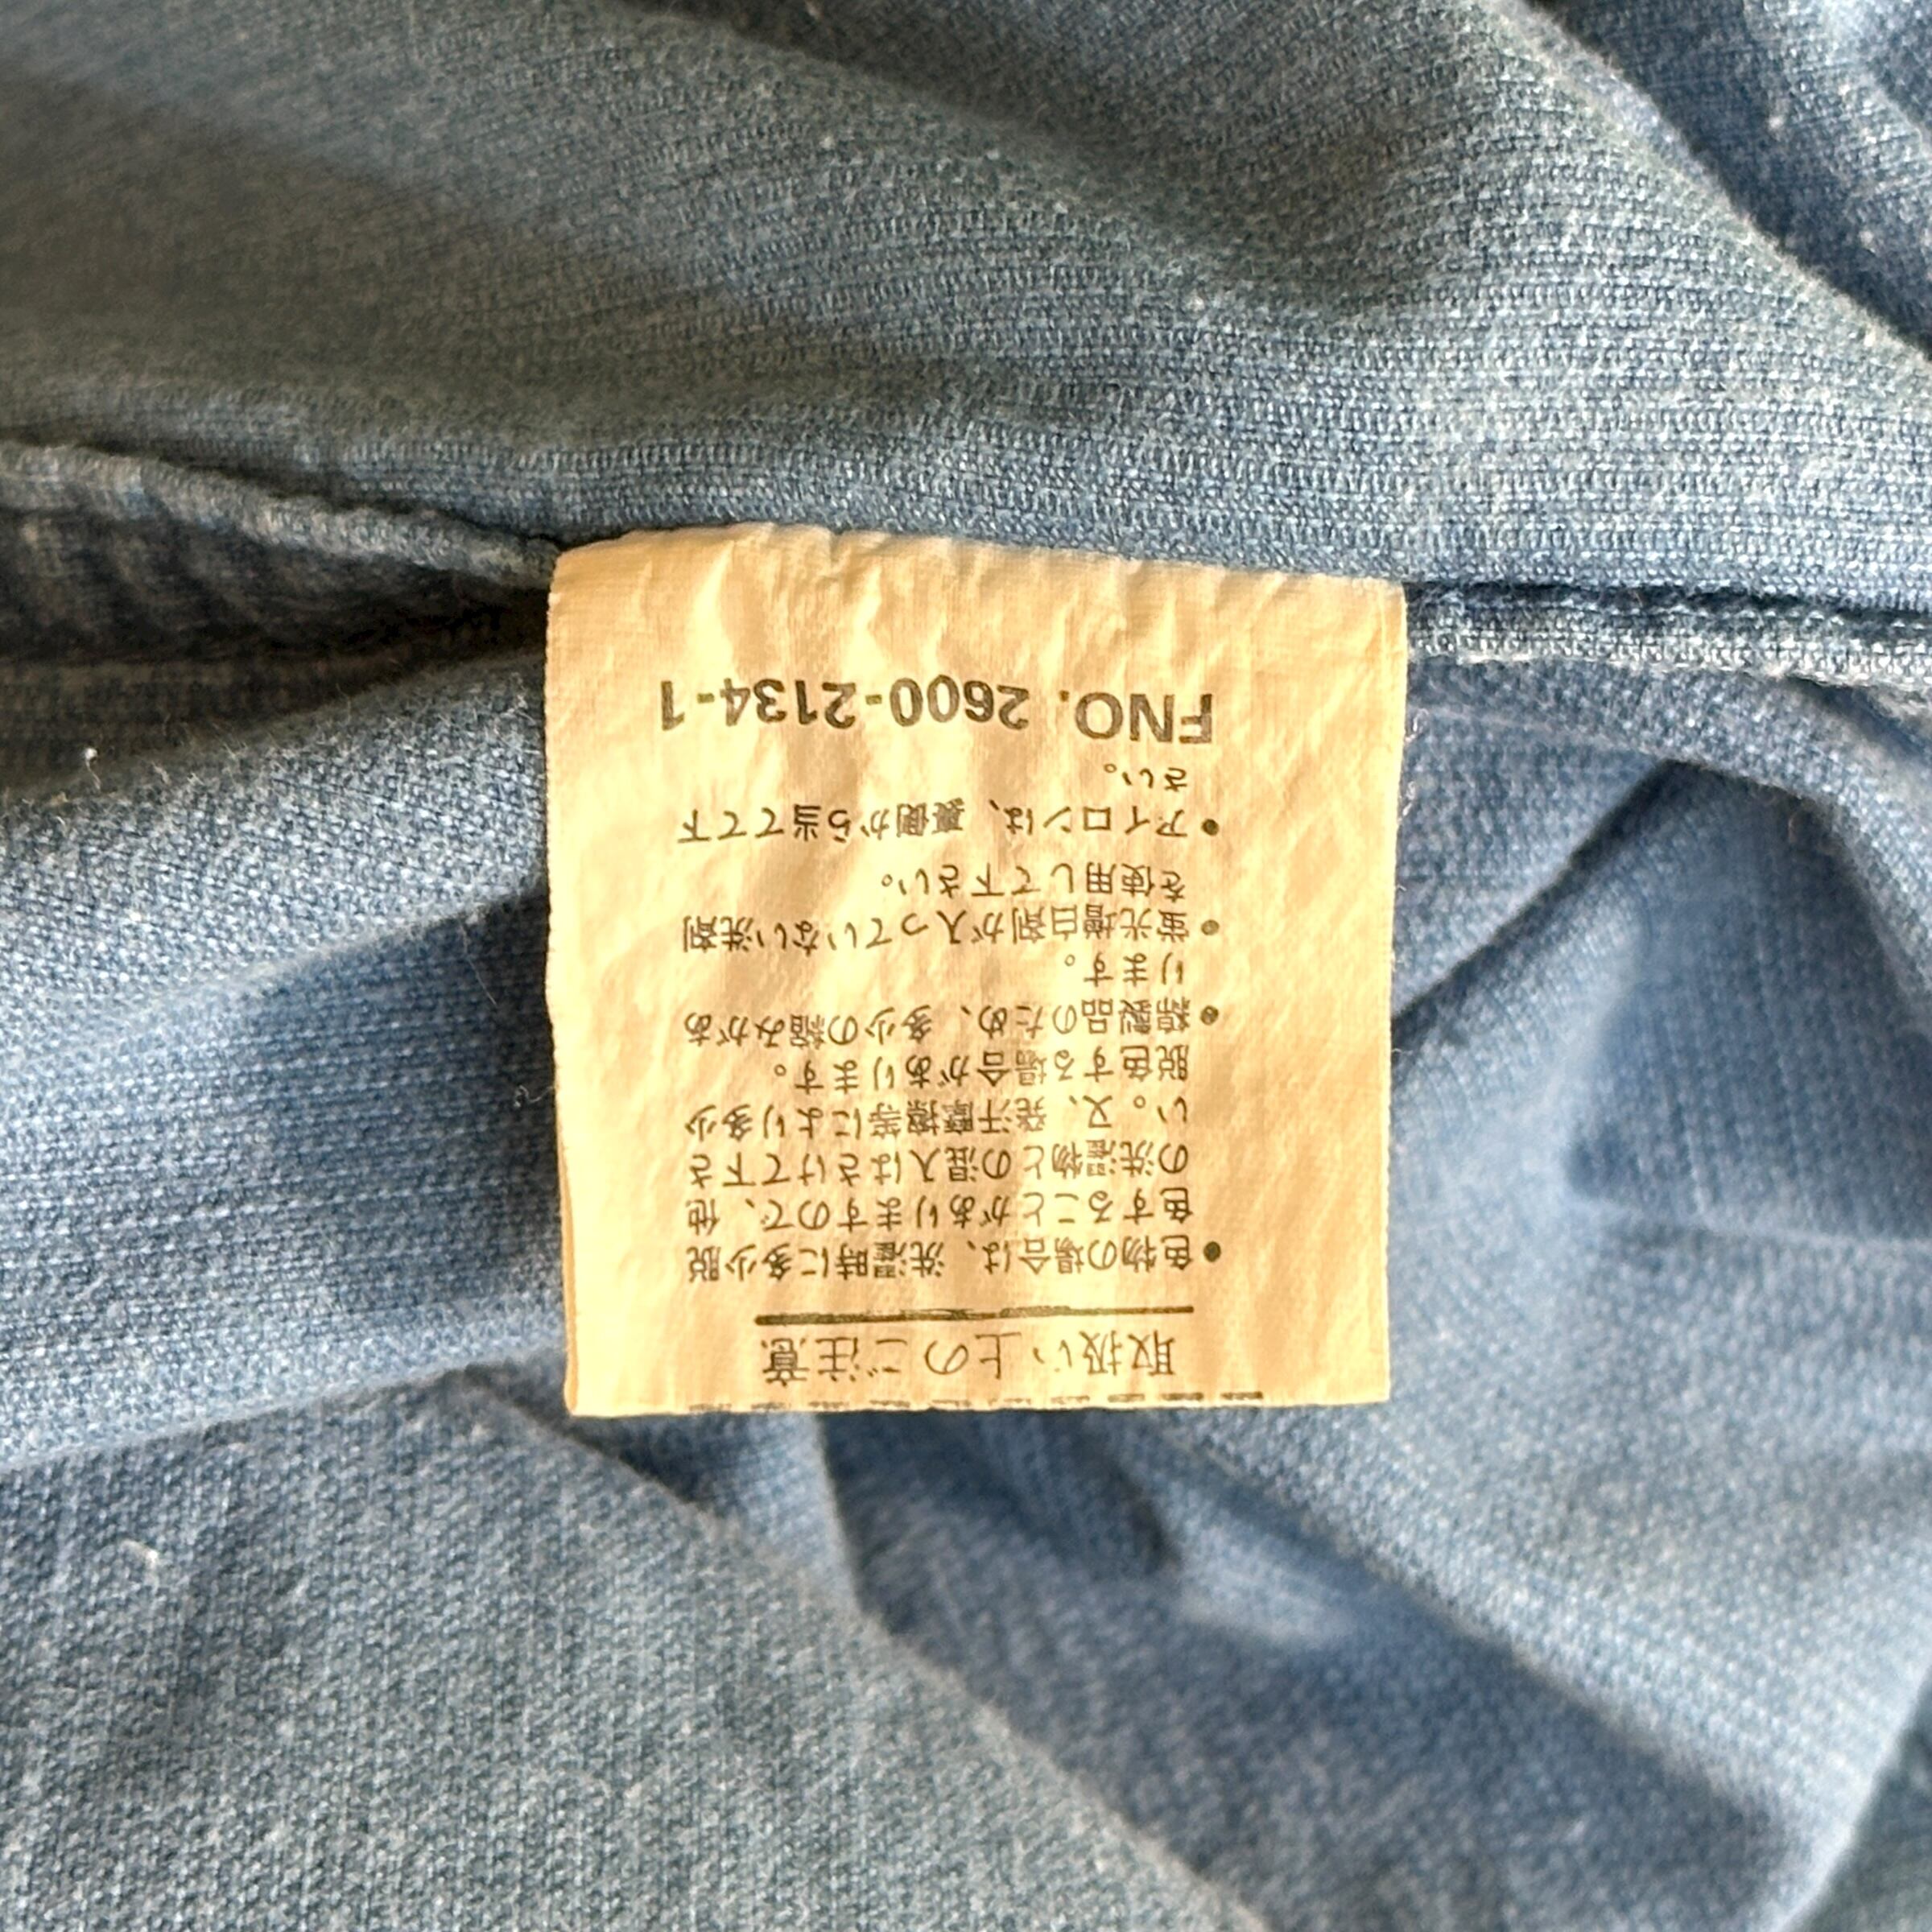 取扱い上のご注意
●色物の場合は、洗濯時に多少脱
色することがありますので、他
の洗濯物との混入はさけて下さ
い。又、発汗摩擦等により多少
脱色する場合があります。
●綿製品のため、多少の縮みがあ
ります。
●蛍光増白剤が入っていない洗剤
を使用して下さい。
●アイロンは、裏側から当てて下
さい。
FNO. 2600-2134-1